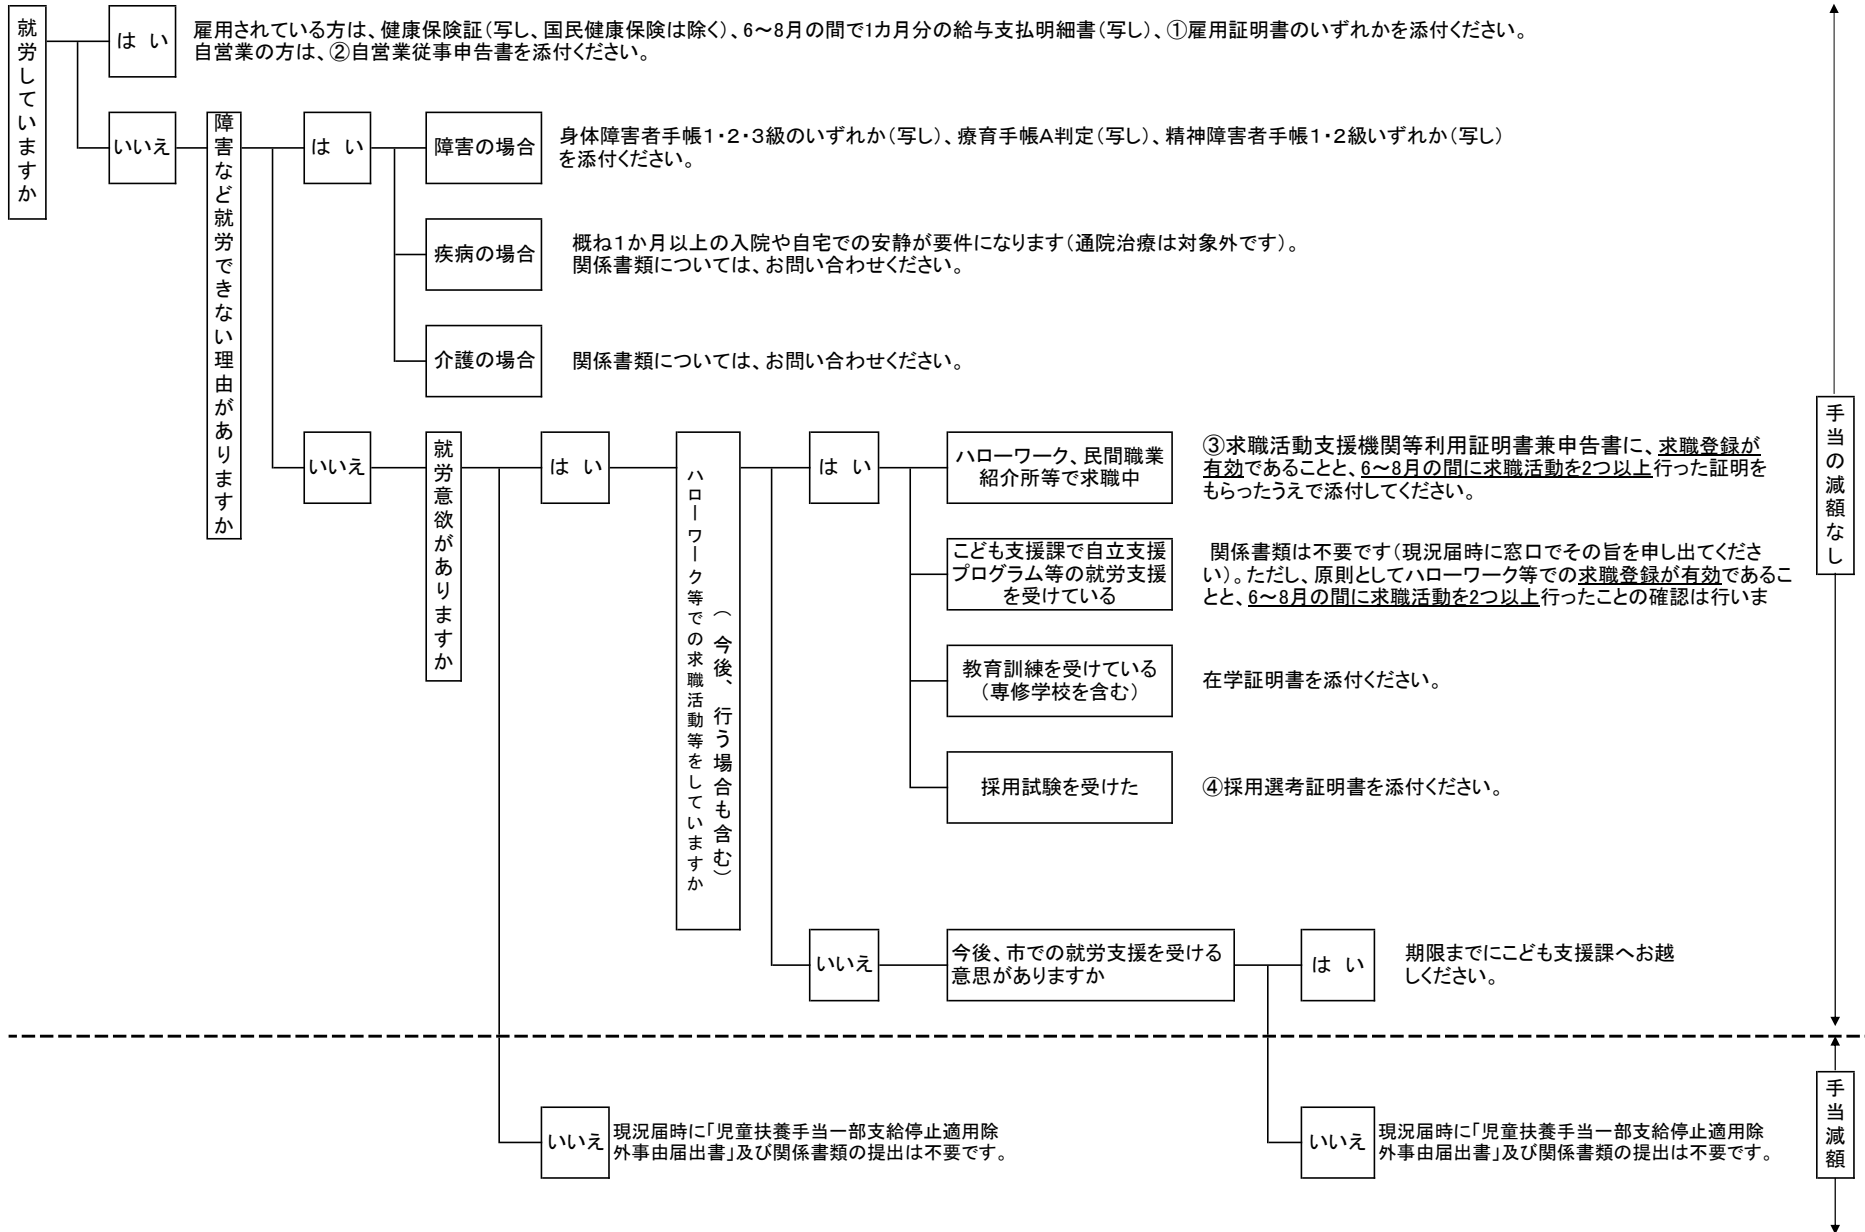 就労していますか
はい
雇用されている方は、健康保険証（写し、国民健康保険は除く）、6～8月の間で1カ月分の給与支払明細書（写し）、①雇用証明書のいずれかを添付ください。
自営業の方は、②自営業従事申告書を添付ください。
いいえ
障害など就労できない理由がありますか
はい
障害の場合
身体障害者手帳1・2・3級のいずれか（写し）、療育手帳A判定（写し）、精神障害者手帳1・2級いずれか（写し）
を添付ください。
疾病の場合
概ね1か月以上の入院や自宅での安静が要件になります（通院治療は対象外です）。
関係書類については、お問い合わせください。
介護の場合
関係書類については、お問い合わせください。
いいえ
就労意欲がありますか
はい
ハローワーク等での求職活動等をしていますか
（今後、行う場合も含む）
はい
ハローワーク、民間職業
紹介所等で求職中
③求職活動支援機関等利用証明書兼申告書に、求職登録が
有効であることと、6～8月の間に求職活動を2つ以上行った証明を
もらったうえで添付してください。
こども支援課で自立支援
プログラム等の就労支援
を受けている
関係書類は不要です（現況届時に窓口でその旨を申し出てくださ
い）。ただし、原則としてハローワーク等での求職登録が有効であるこ
とと、6～8月の間に求職活動を2つ以上行ったことの確認は行いま
教育訓練を受けている
（専修学校を含む）
在学証明書を添付ください。
採用試験を受けた
④採用選考証明書を添付ください。
いいえ
今後、市での就労支援を受ける
意思がありますか
はい
期限までにこども支援課へお越
しください。
手当の減額なし
いいえ
現況届時に「児童扶養手当一部支給停止適用除
外事由届出書」及び関係書類の提出は不要です。
いいえ
現況届時に「児童扶養手当一部支給停止適用除
外事由届出書」及び関係書類の提出は不要です。
手当減額